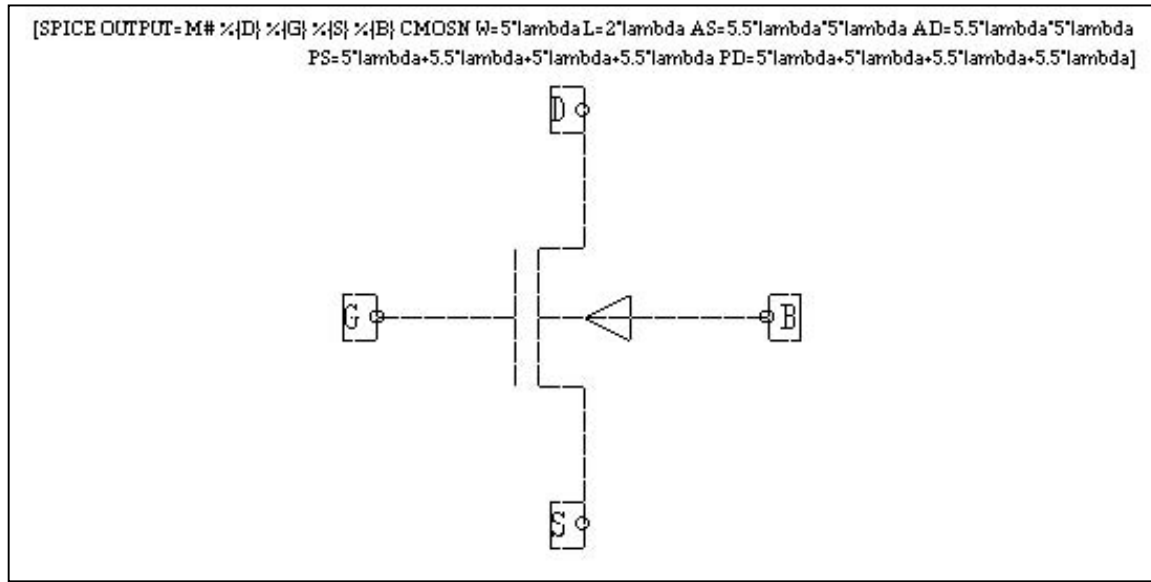 [SPICE OUTPUT=M# %{D} %{G} %{S} %{B} CMOSN W=5*lambda L=2*lambda AS=5.5*lambda*5*lambda AD=5.5*lambda*5*lambda
PS=5*lambda+5.5*lambda+5*lambda+5.5*lambda PD=5*lambda+5*lambda+5.5*lambda+5.5*lambda]
D
G
B
S